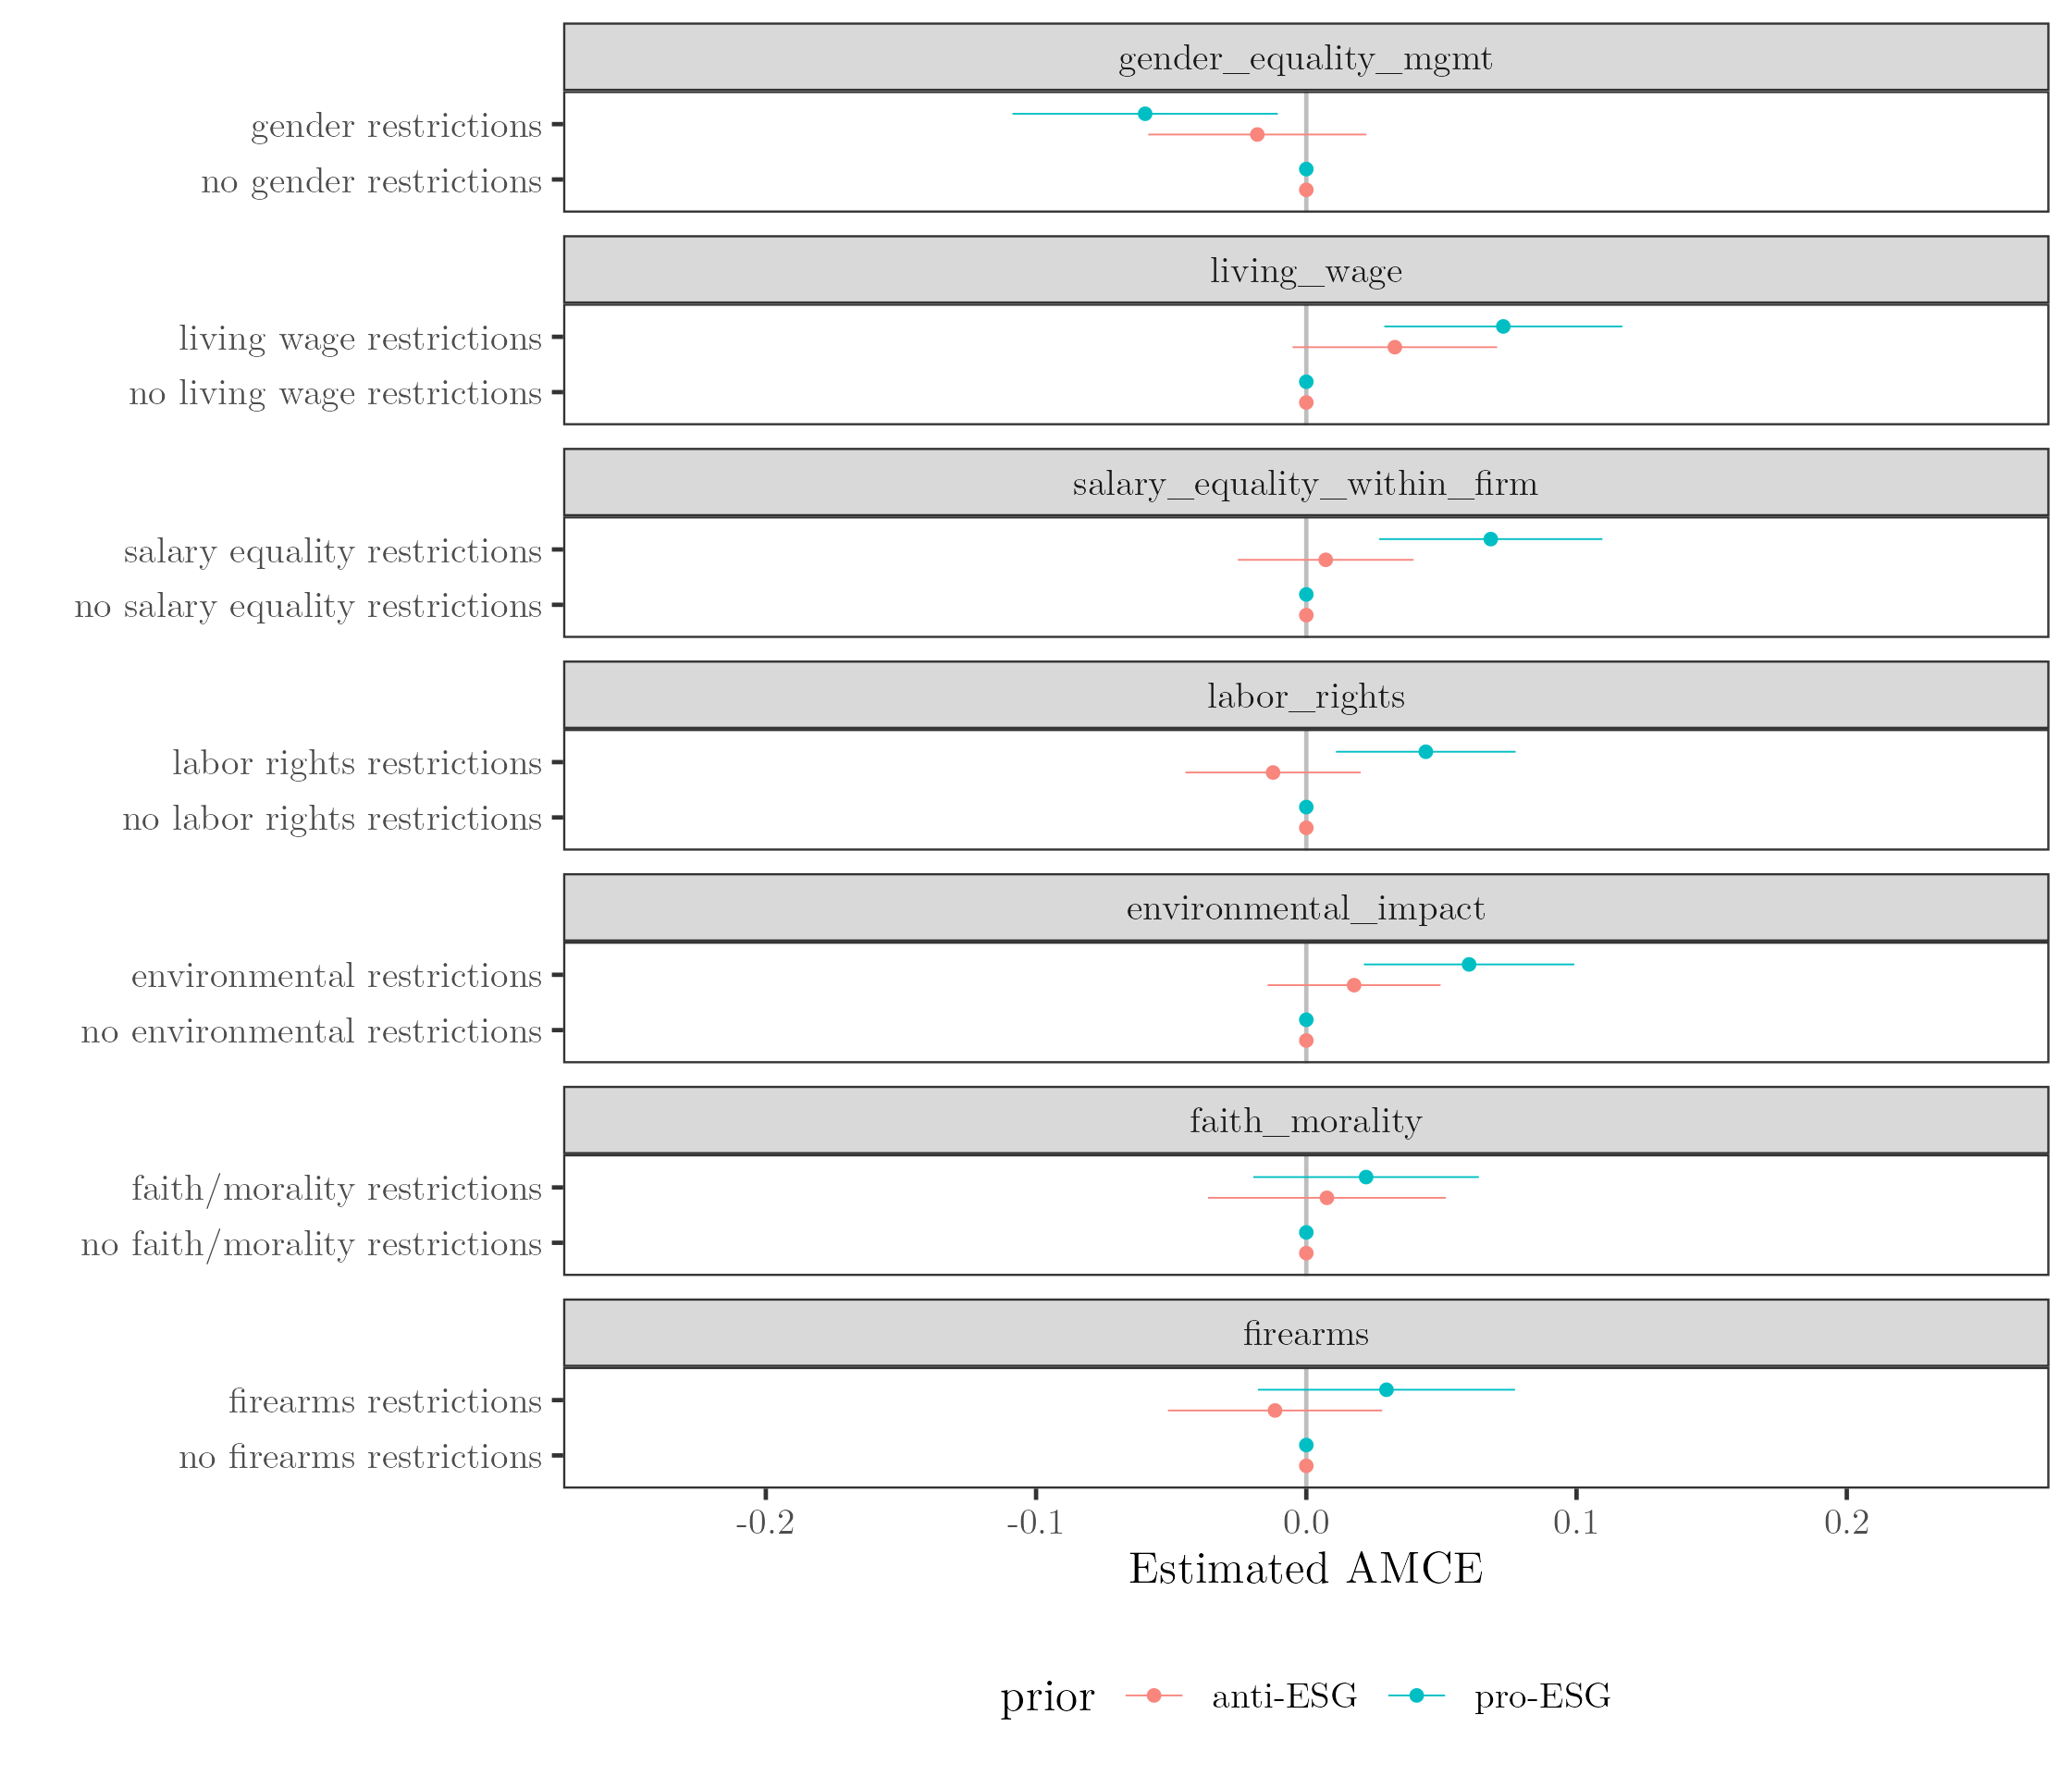 gender_equality_mgmt
gender restrictions
no gender restrictions
living_wage
living wage restrictions
no living wage restrictions
salary_equality_within_firm
salary equality restrictions
no salary equality restrictions
labor_rights
labor rights restrictions
no labor rights restrictions
environmental_impact
environmental restrictions
no environmental restrictions
faith_morality
faith/morality restrictions
no faith/morality restrictions
firearms
firearms restrictions
no firearms restrictions
-0.2 -0.1 0.0 0.1 0.2
Estimated AMCE
prior anti-ESG pro-ESG